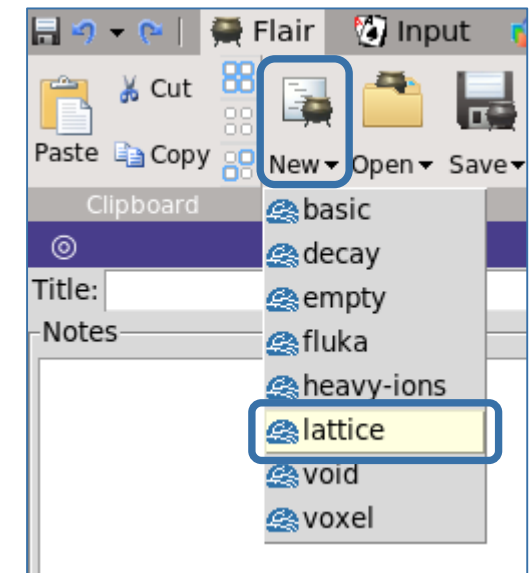 Flair Input
Cut
Paste Copy New Open Save
Clipboard
basic
decay
Title:
empty
Notes
fluka
heavy-ions
lattice
void
voxel